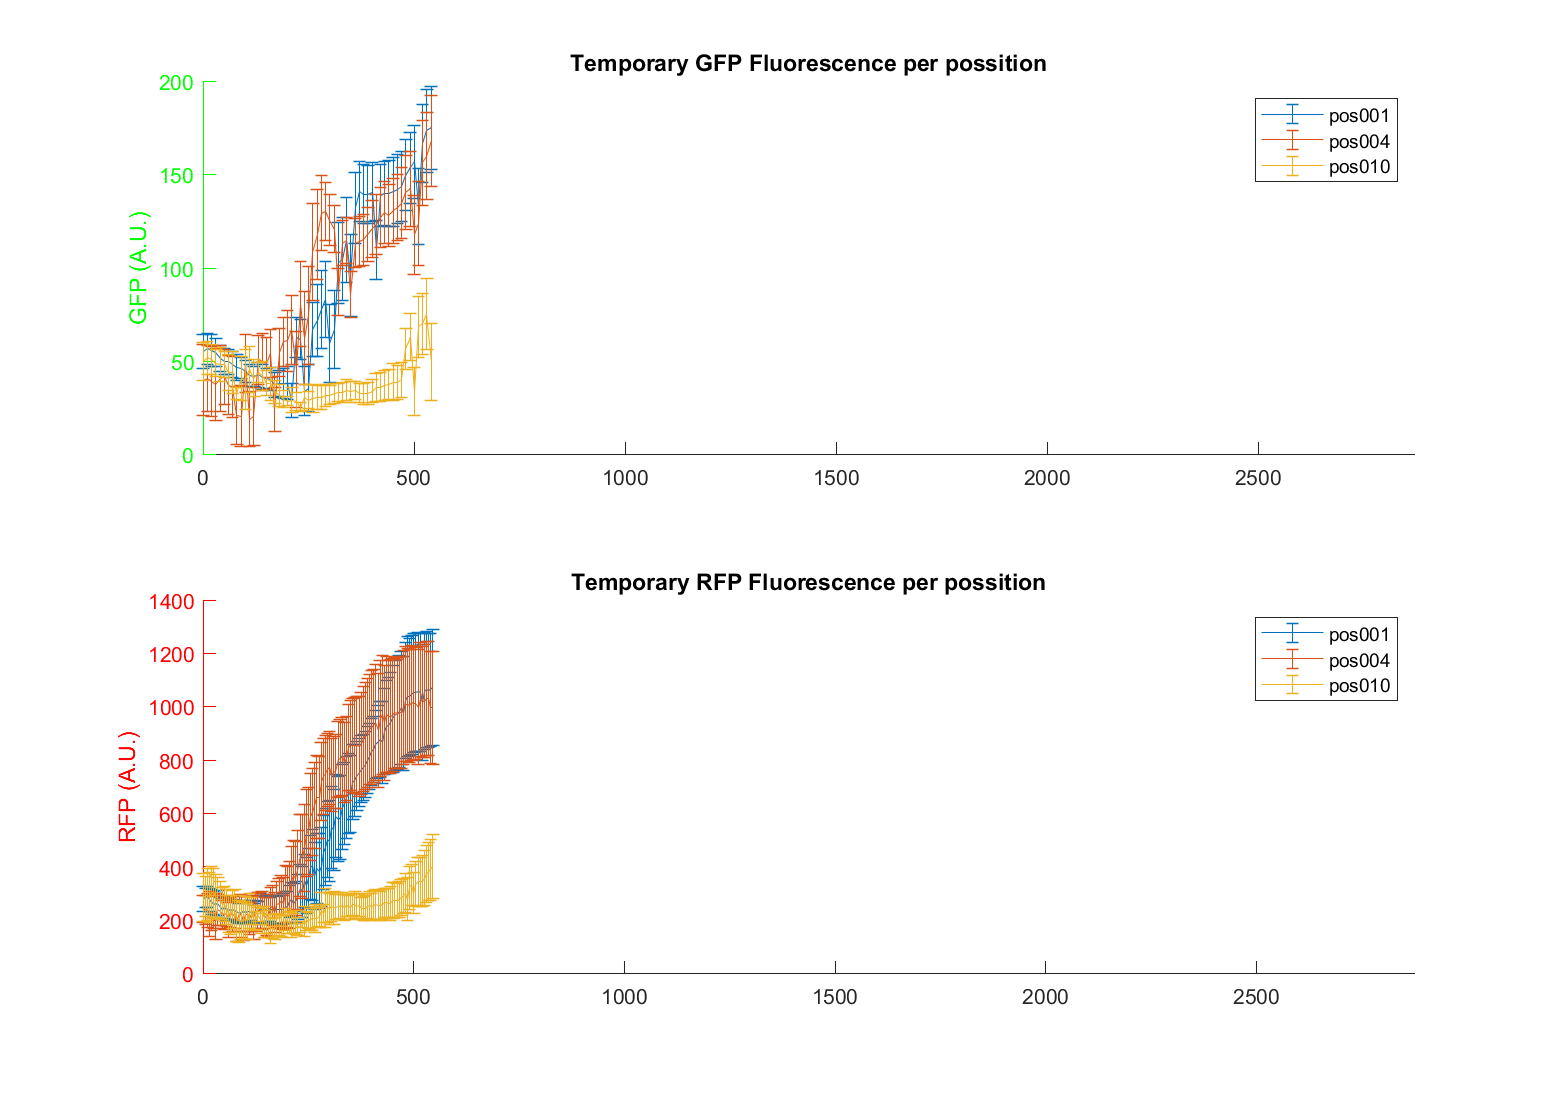 Temporary GFP Fluorescence per possition
200
150
100
50
0
GFP (A.U.)
0 500 1000 1500 2000 2500
pos001
pos004
pos010
Temporary RFP Fluorescence per possition
1400
1200
1000
800
600
400
200
0
RFP (A.U.)
0 500 1000 1500 2000 2500
pos001
pos004
pos010